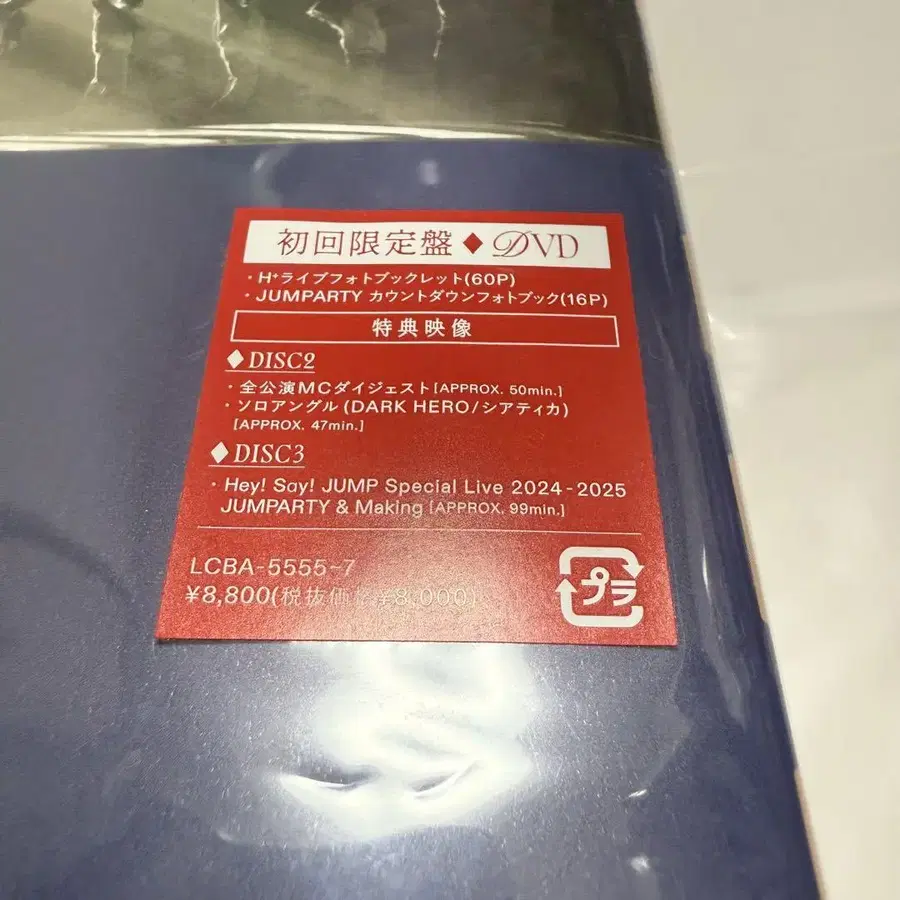 初回限定盤◆DVD
・H+ライブフォトブックレット(60P)
・JUMPARTY カウントダウンフォトブック(16P)
特典映像
◆DISC2
・全公演MCダイジェスト[APPROX. 50min.]
・ソロアングル(DARK HERO/シアティカ)
[APPROX. 47min.]
◆DISC3
・Hey! Say! JUMP Special Live 2024-2025
JUMPARTY & Making [APPROX. 99min.]
LCBA-5555~7
¥8,800(税抜価格¥8,000)
プラ